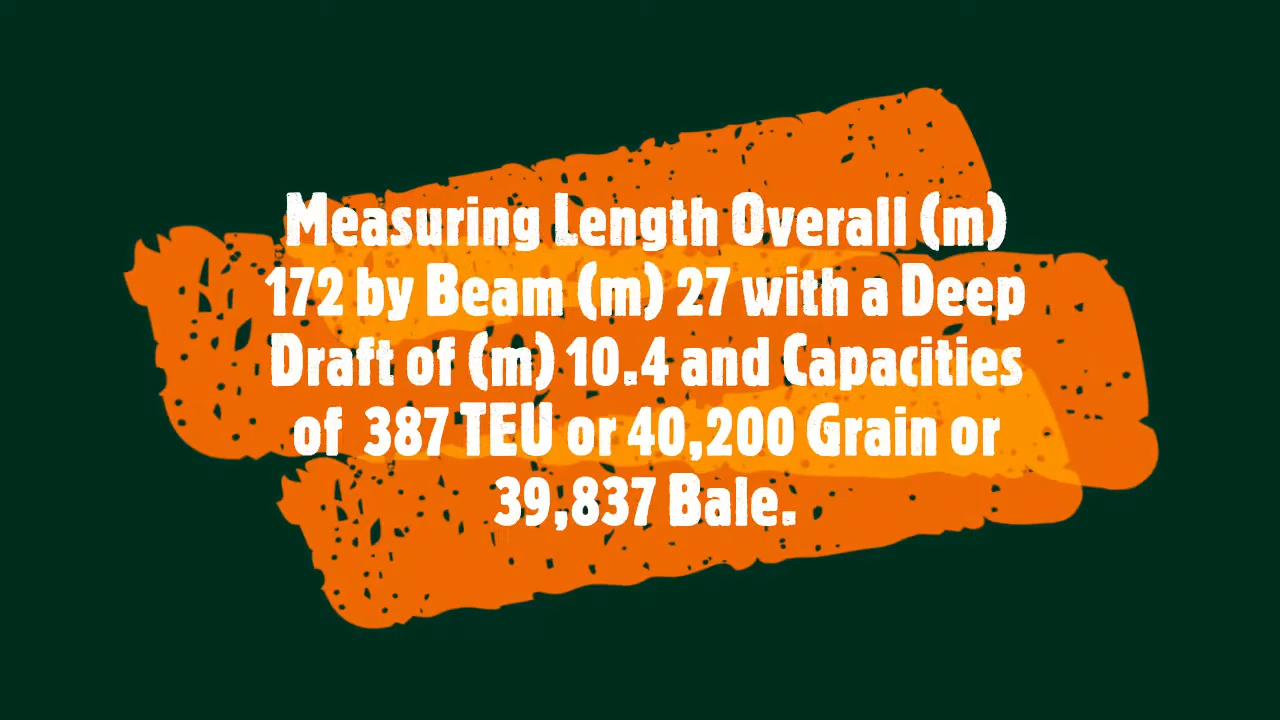 Measuring Length Overall (m)
172 by Beam (m) 27 with a Deep
Draft of (m) 10.4 and Capacities
of  387 TEU or 40,200 Grain or
39,837 Bale.